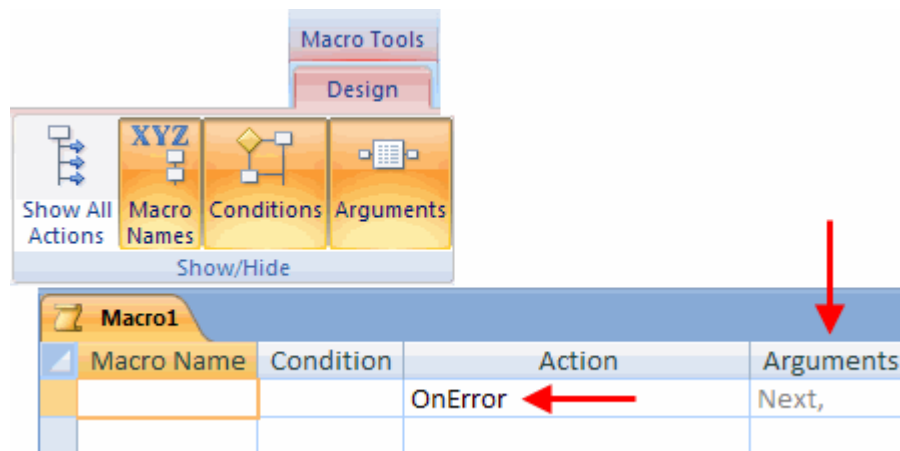 Macro Tools
Design
XYZ
Show All Actions
Macro Names
Conditions
Arguments
Show/Hide
Macro1
Macro Name Condition Action Arguments
OnError Next,